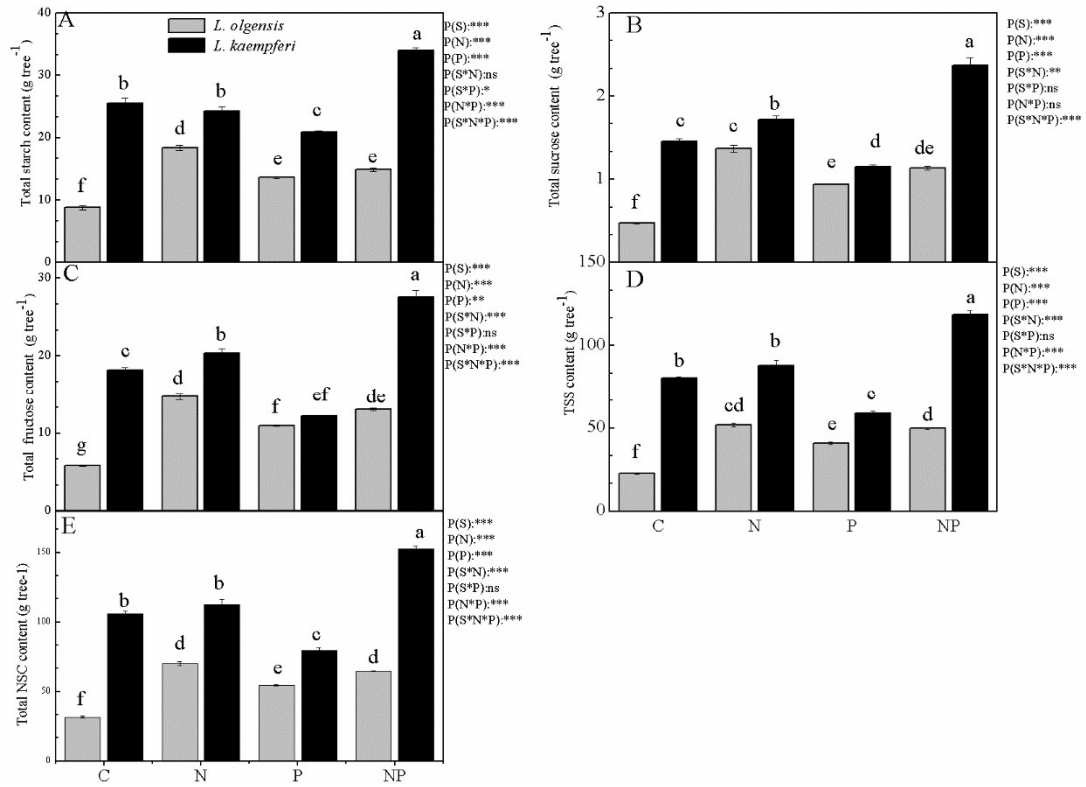 A
L. olgensis
L. kaempferi
Total starch content (g tree-1)
40
30
20
10
0
f
b
d
b
e
c
e
a
P(S):***
P(N):***
P(P):***
P(S*N):ns
P(S*P):*
P(N*P):***
P(S*N*P):***
B
Total sucrose content (g tree-1)
3
2
1
f
c
c
b
e
d
de
a
P(S):***
P(N):***
P(P):***
P(S*N):**
P(S*P):ns
P(N*P):ns
P(S*N*P):***
C
Total fructose content (g tree-1)
30
20
10
0
g
c
d
b
f
ef
de
a
P(S):***
P(N):***
P(P):**
P(S*N):***
P(S*P):ns
P(N*P):***
P(S*N*P):***
D
TSS content (g tree-1)
150
100
50
0
f
b
cd
b
e
c
d
a
C
N
P
NP
P(S):***
P(N):***
P(P):***
P(S*N):***
P(S*P):ns
P(N*P):***
P(S*N*P):***
E
Total NSC content (g tree-1)
150
100
50
0
f
b
d
b
e
c
d
a
C
N
P
NP
P(S):***
P(N):***
P(P):***
P(S*N):***
P(S*P):ns
P(N*P):***
P(S*N*P):***